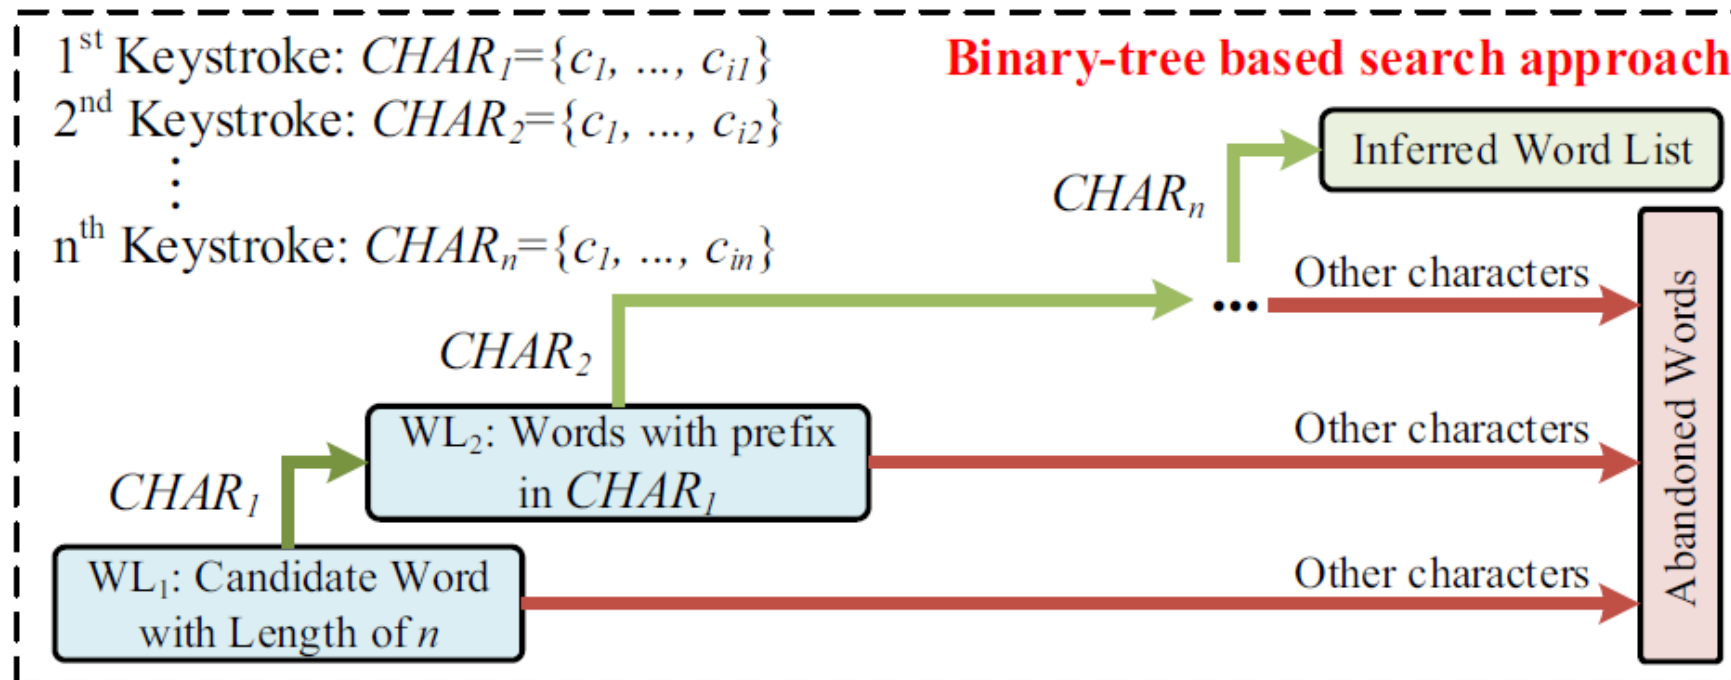 1st Keystroke: CHAR1={c1, ..., ci1}
2nd Keystroke: CHAR2={c1, ..., ci2}
⋮
nth Keystroke: CHARn={c1, ..., cin}
Binary-tree based search approach
Inferred Word List
CHARn
Other characters
...
CHAR2
WL2: Words with prefix
in CHAR1
Other characters
CHAR1
WL1: Candidate Word
with Length of n
Other characters
Abandoned Words